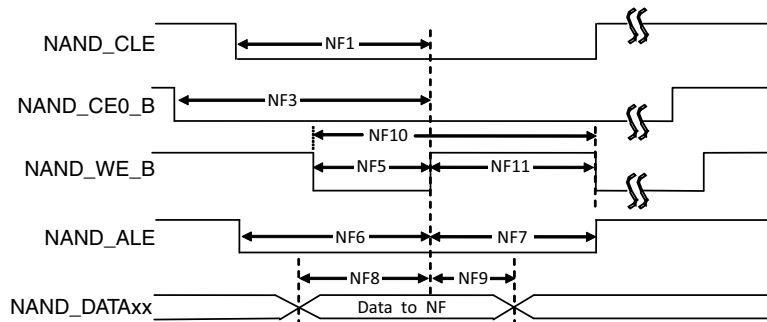 NAND_CLE
NF1
NAND_CE0_B
NF3
NF10
NAND_WE_B
NF5
NF11
NAND_ALE
NF6
NF7
NF8
NF9
NAND_DATAxx
Data to NF